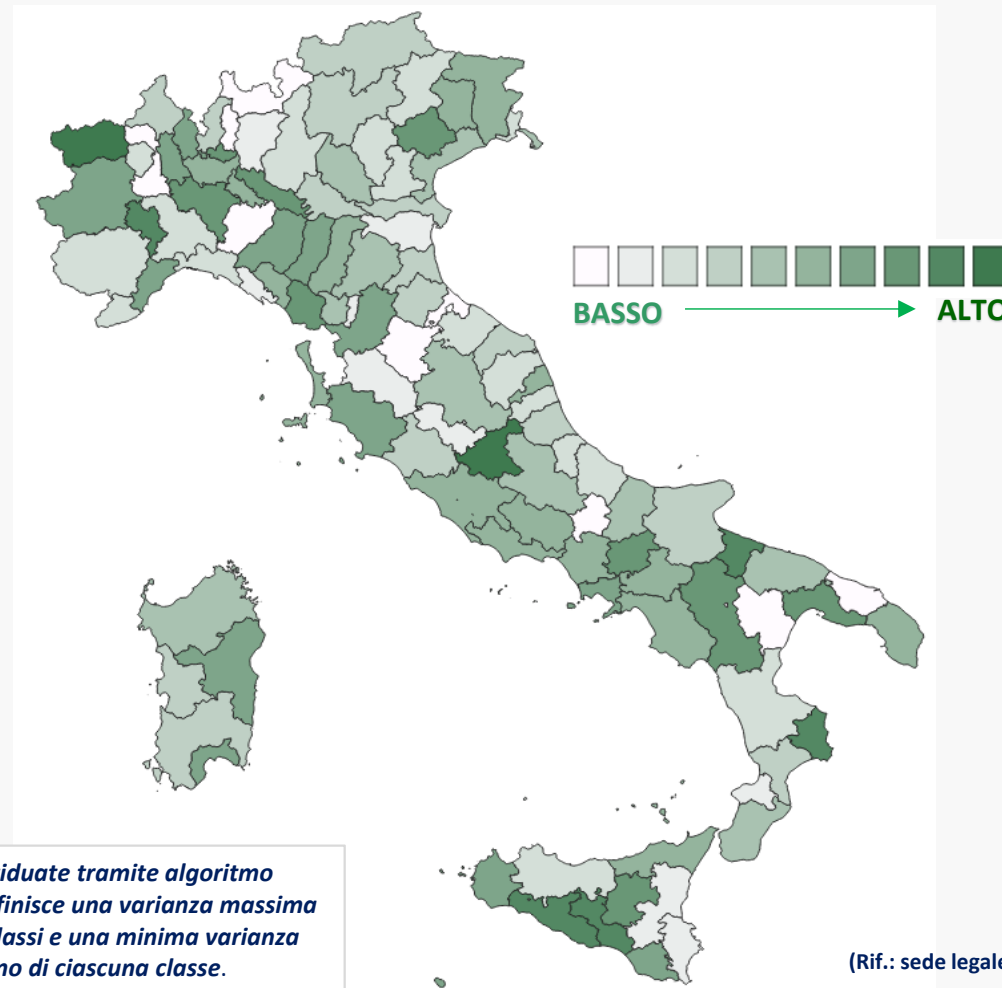 BASSO
ALTO
iduate tramite algoritmo
finisce una varianza massima
lassi e una minima varianza
no di ciascuna classe.
(Rif.: sede legale